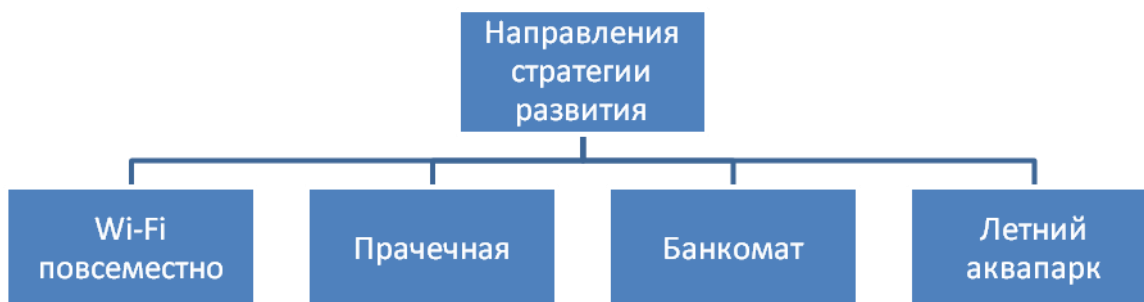 Направления
стратегии
развития
Wi-Fi
повсеместно
Прачечная
Банкомат
Летний
аквапарк